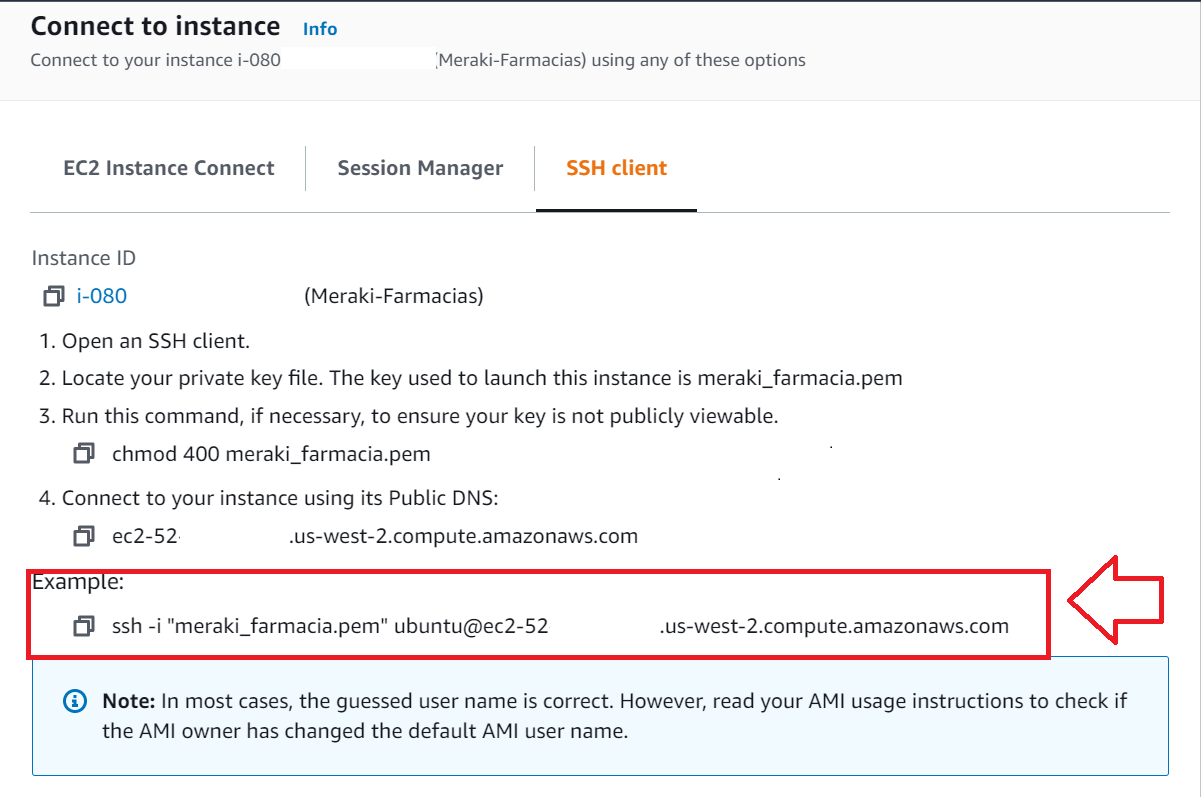 Connect to instance Info
Connect to your instance i-080 (Meraki-Farmacias) using any of these options
EC2 Instance Connect
Session Manager
SSH client
Instance ID
i-080 (Meraki-Farmacias)
1. Open an SSH client.
2. Locate your private key file. The key used to launch this instance is meraki_farmacia.pem
3. Run this command, if necessary, to ensure your key is not publicly viewable.
chmod 400 meraki_farmacia.pem
4. Connect to your instance using its Public DNS:
ec2-52 .us-west-2.compute.amazonaws.com
Example:
ssh -i "meraki_farmacia.pem" ubuntu@ec2-52 .us-west-2.compute.amazonaws.com
Note: In most cases, the guessed user name is correct. However, read your AMI usage instructions to check if
the AMI owner has changed the default AMI user name.